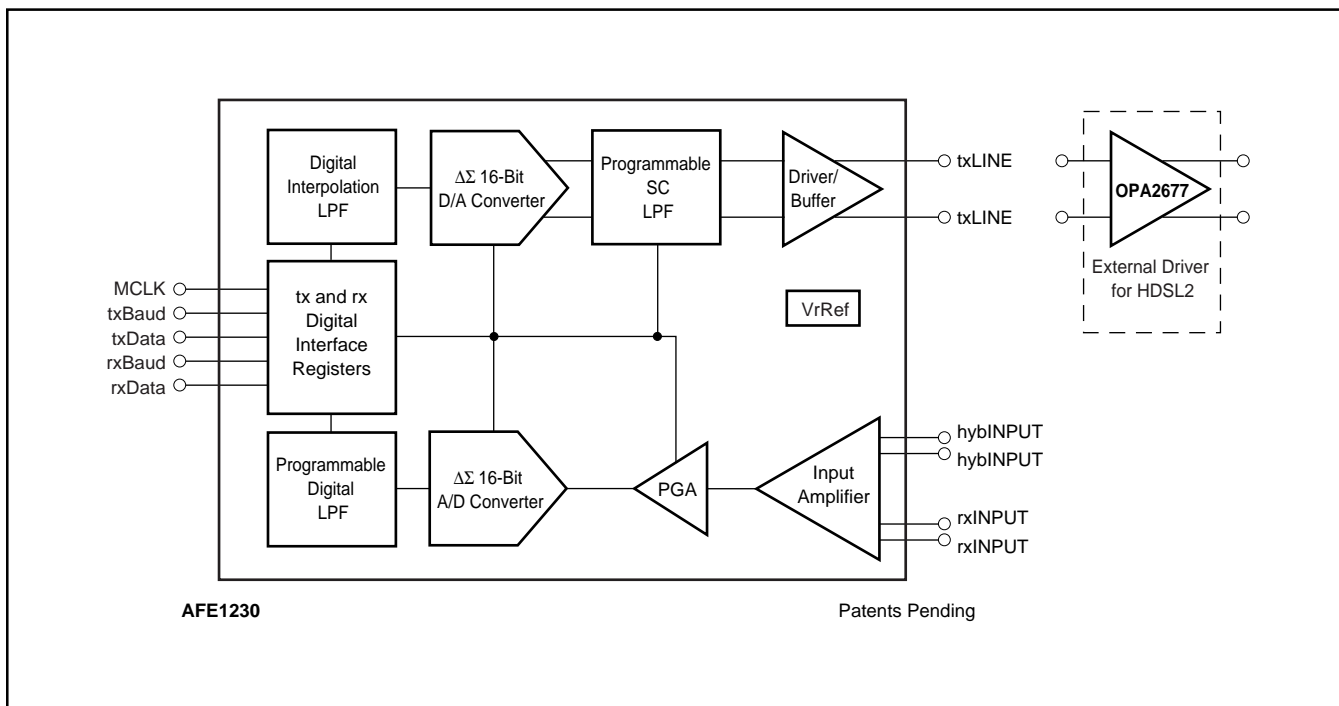 Digital
Interpolation
LPF
ΔΣ 16-Bit
D/A Converter
Programmable
SC
LPF
Driver/
Buffer
txLINE
txLINE
OPA2677
External Driver
for HDSL2
MCLK
txBaud
txData
rxBaud
rxData
tx and rx
Digital
Interface
Registers
VrRef
Programmable
Digital
LPF
ΔΣ 16-Bit
A/D Converter
PGA
Input
Amplifier
hybINPUT
hybINPUT
rxINPUT
rxINPUT
AFE1230
Patents Pending